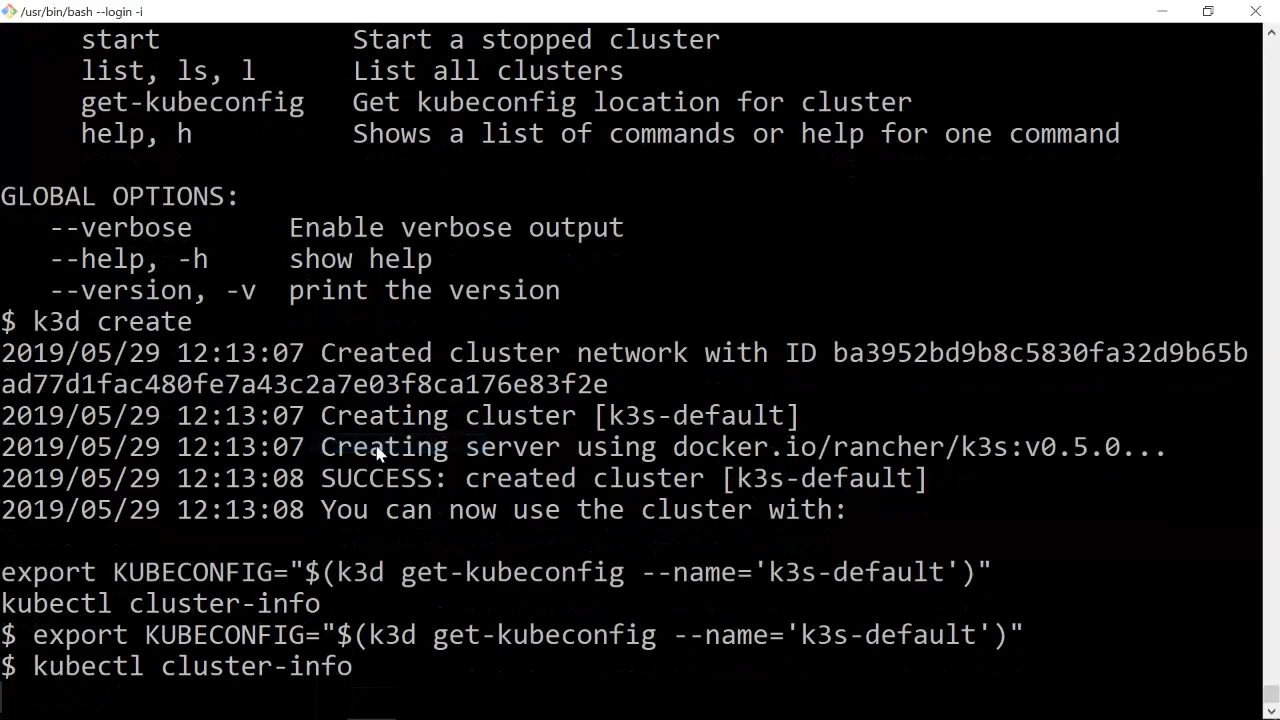 /usr/bin/bash --login -i
start Start a stopped cluster
list, ls, l List all clusters
get-kubeconfig Get kubeconfig location for cluster
help, h Shows a list of commands or help for one command
GLOBAL OPTIONS:
--verbose Enable verbose output
--help, -h show help
--version, -v print the version
$ k3d create
2019/05/29 12:13:07 Created cluster network with ID ba3952bd9b8c5830fa32d9b65b
ad77d1fac480fe7a43c2a7e03f8ca176e83f2e
2019/05/29 12:13:07 Creating cluster [k3s-default]
2019/05/29 12:13:07 Creating server using docker.io/rancher/k3s:v0.5.0...
2019/05/29 12:13:08 SUCCESS: created cluster [k3s-default]
2019/05/29 12:13:08 You can now use the cluster with:
export KUBECONFIG="$(k3d get-kubeconfig --name='k3s-default')"
kubectl cluster-info
$ export KUBECONFIG="$(k3d get-kubeconfig --name='k3s-default')"
$ kubectl cluster-info